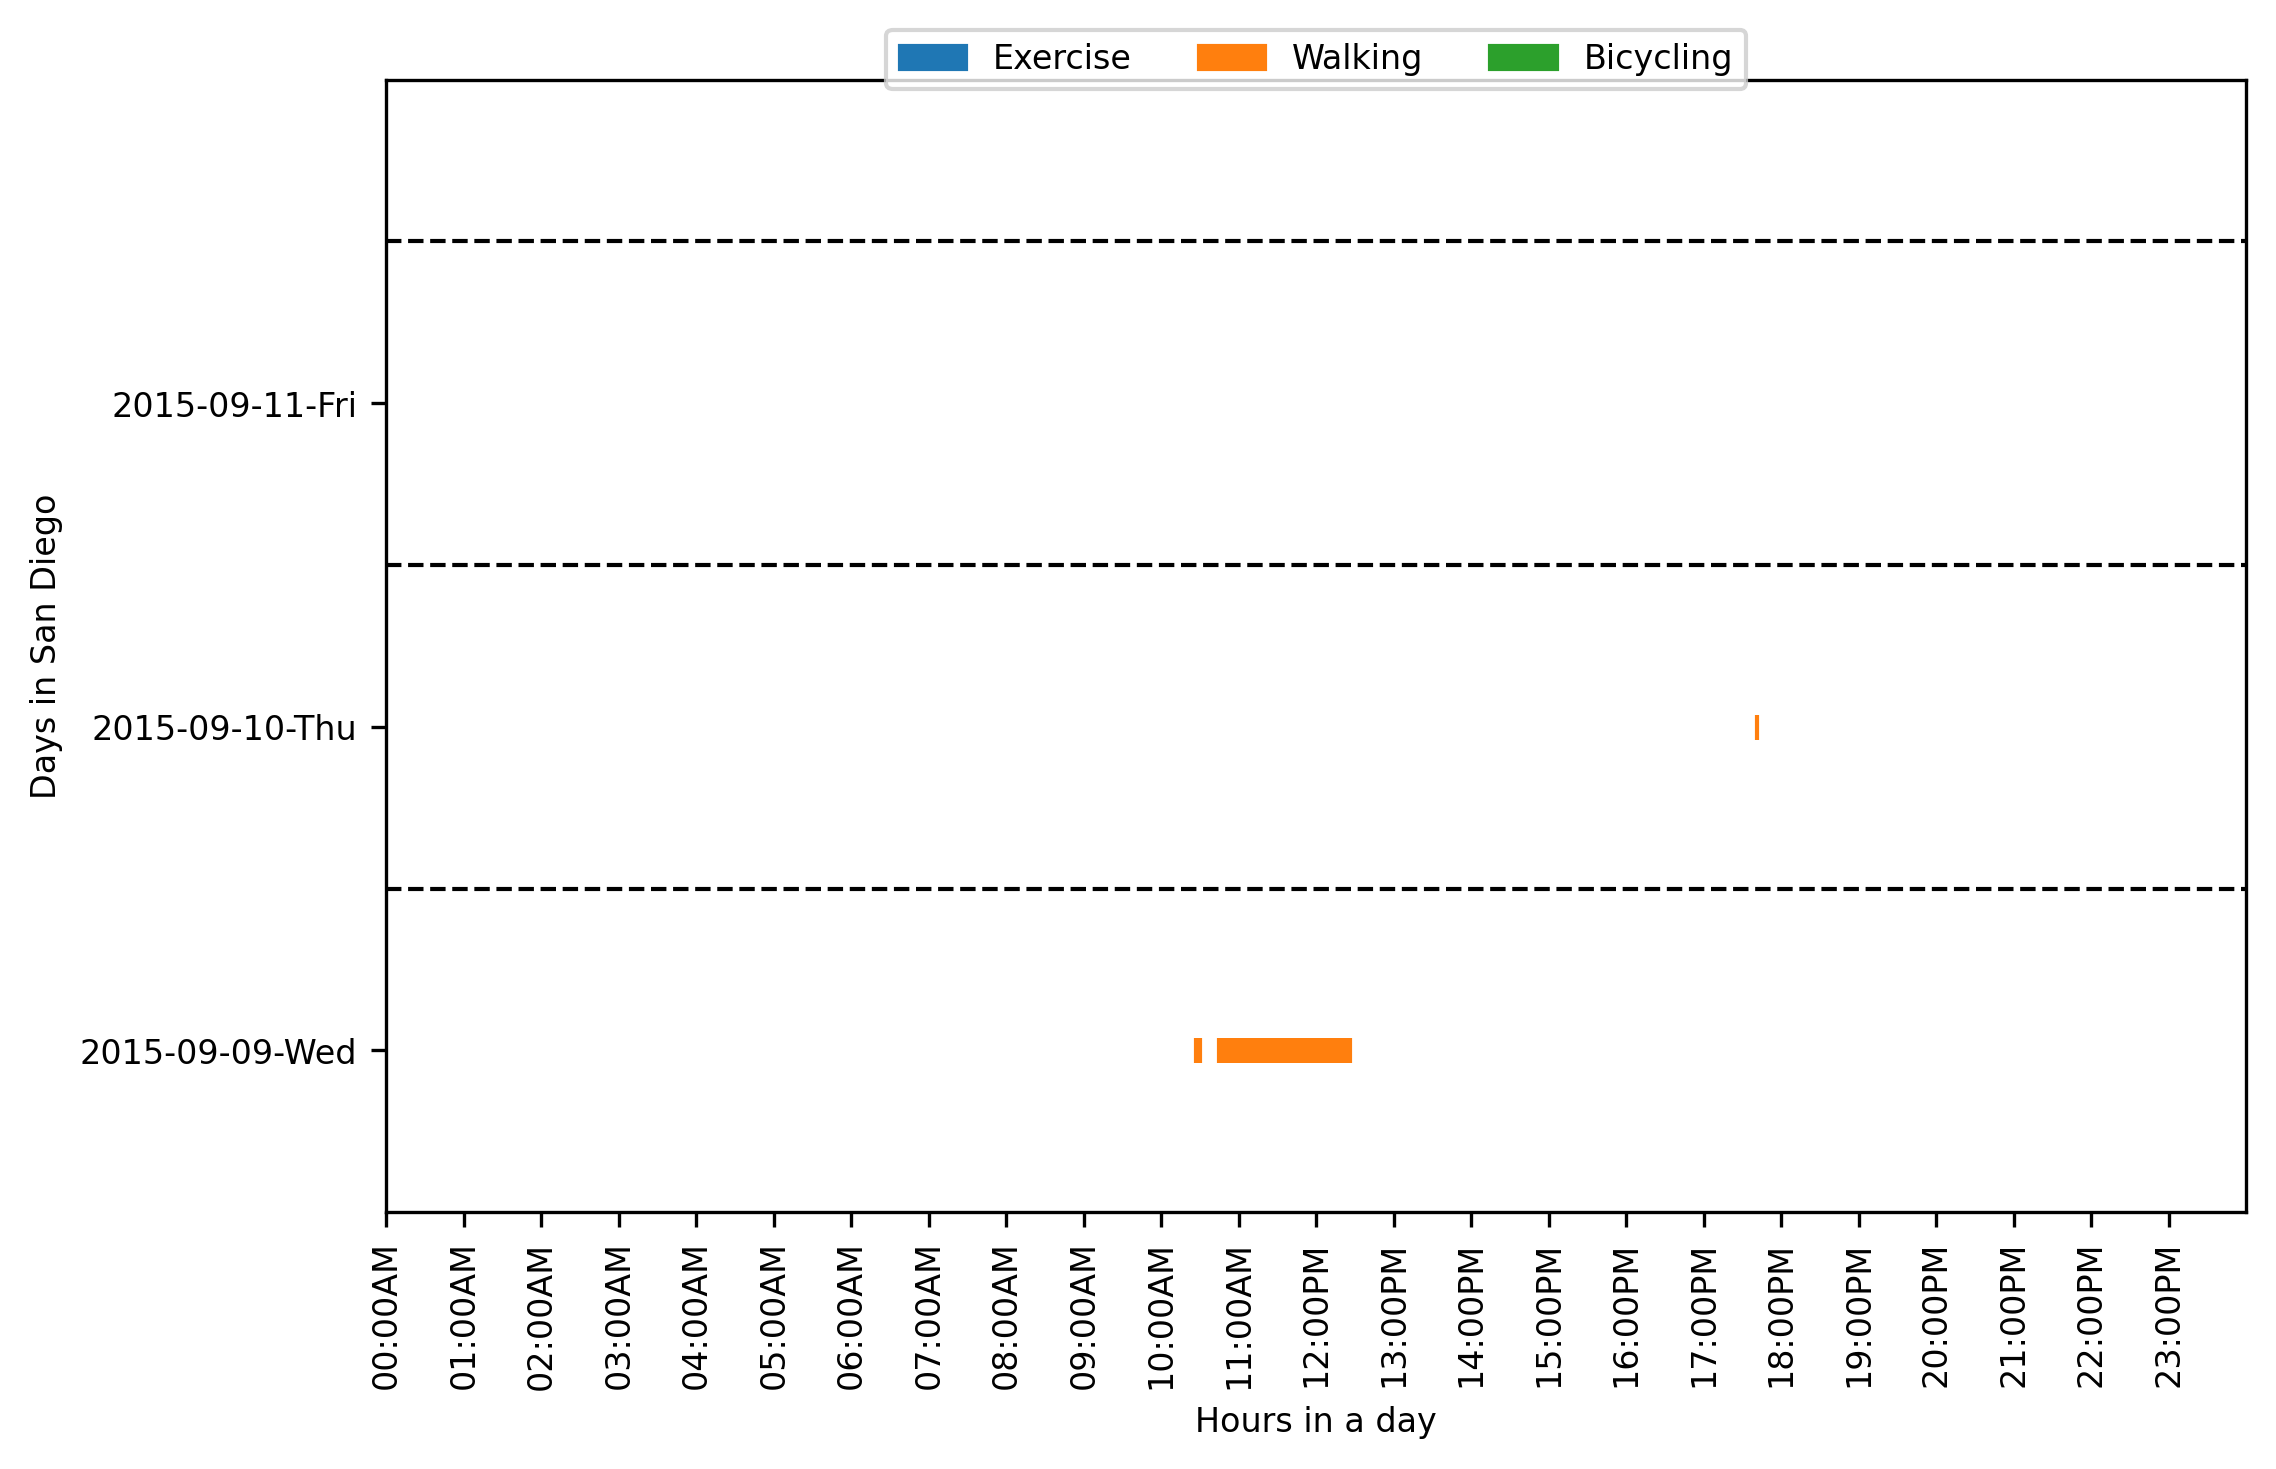 Exercise Walking Bicycling
2015-09-11-Fri
2015-09-10-Thu
2015-09-09-Wed
Days in San Diego
00:00AM
01:00AM
02:00AM
03:00AM
04:00AM
05:00AM
06:00AM
07:00AM
08:00AM
09:00AM
10:00AM
11:00AM
12:00PM
13:00PM
14:00PM
15:00PM
16:00PM
17:00PM
18:00PM
19:00PM
20:00PM
21:00PM
22:00PM
23:00PM
Hours in a day